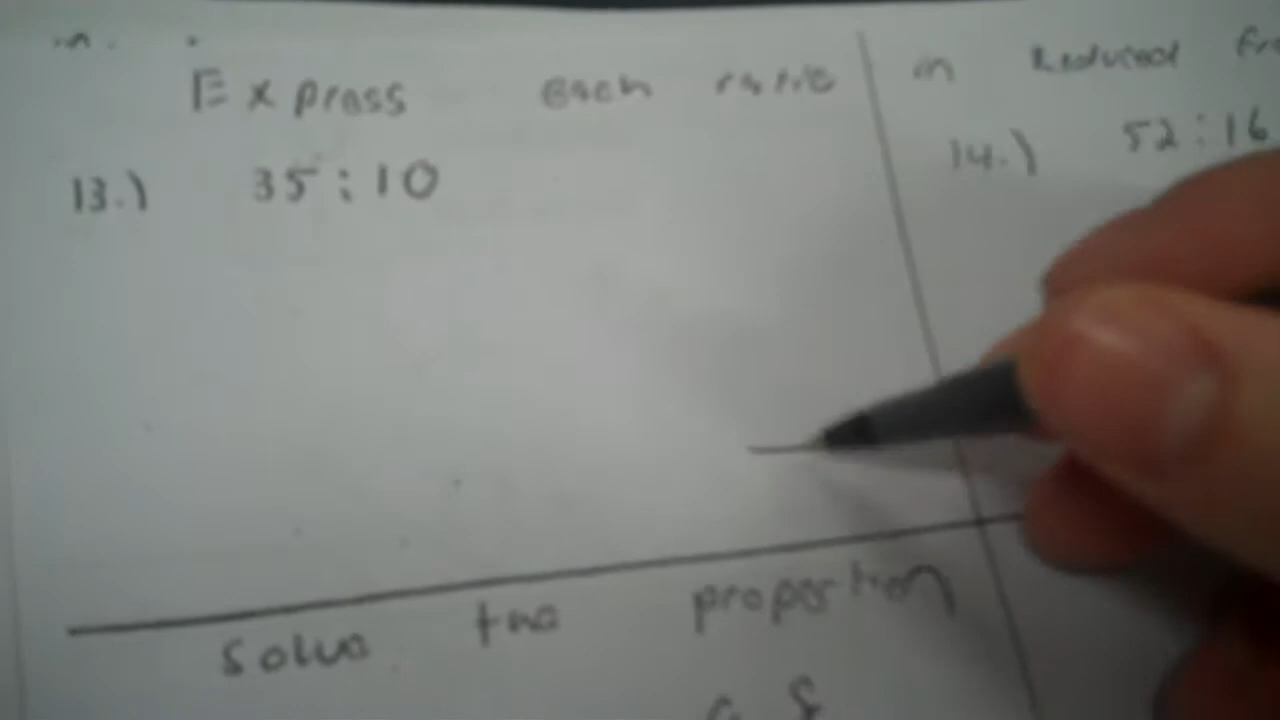 Express each ratio in Reduced
13.) 35:10
14.) 52:16
Solve the proportion